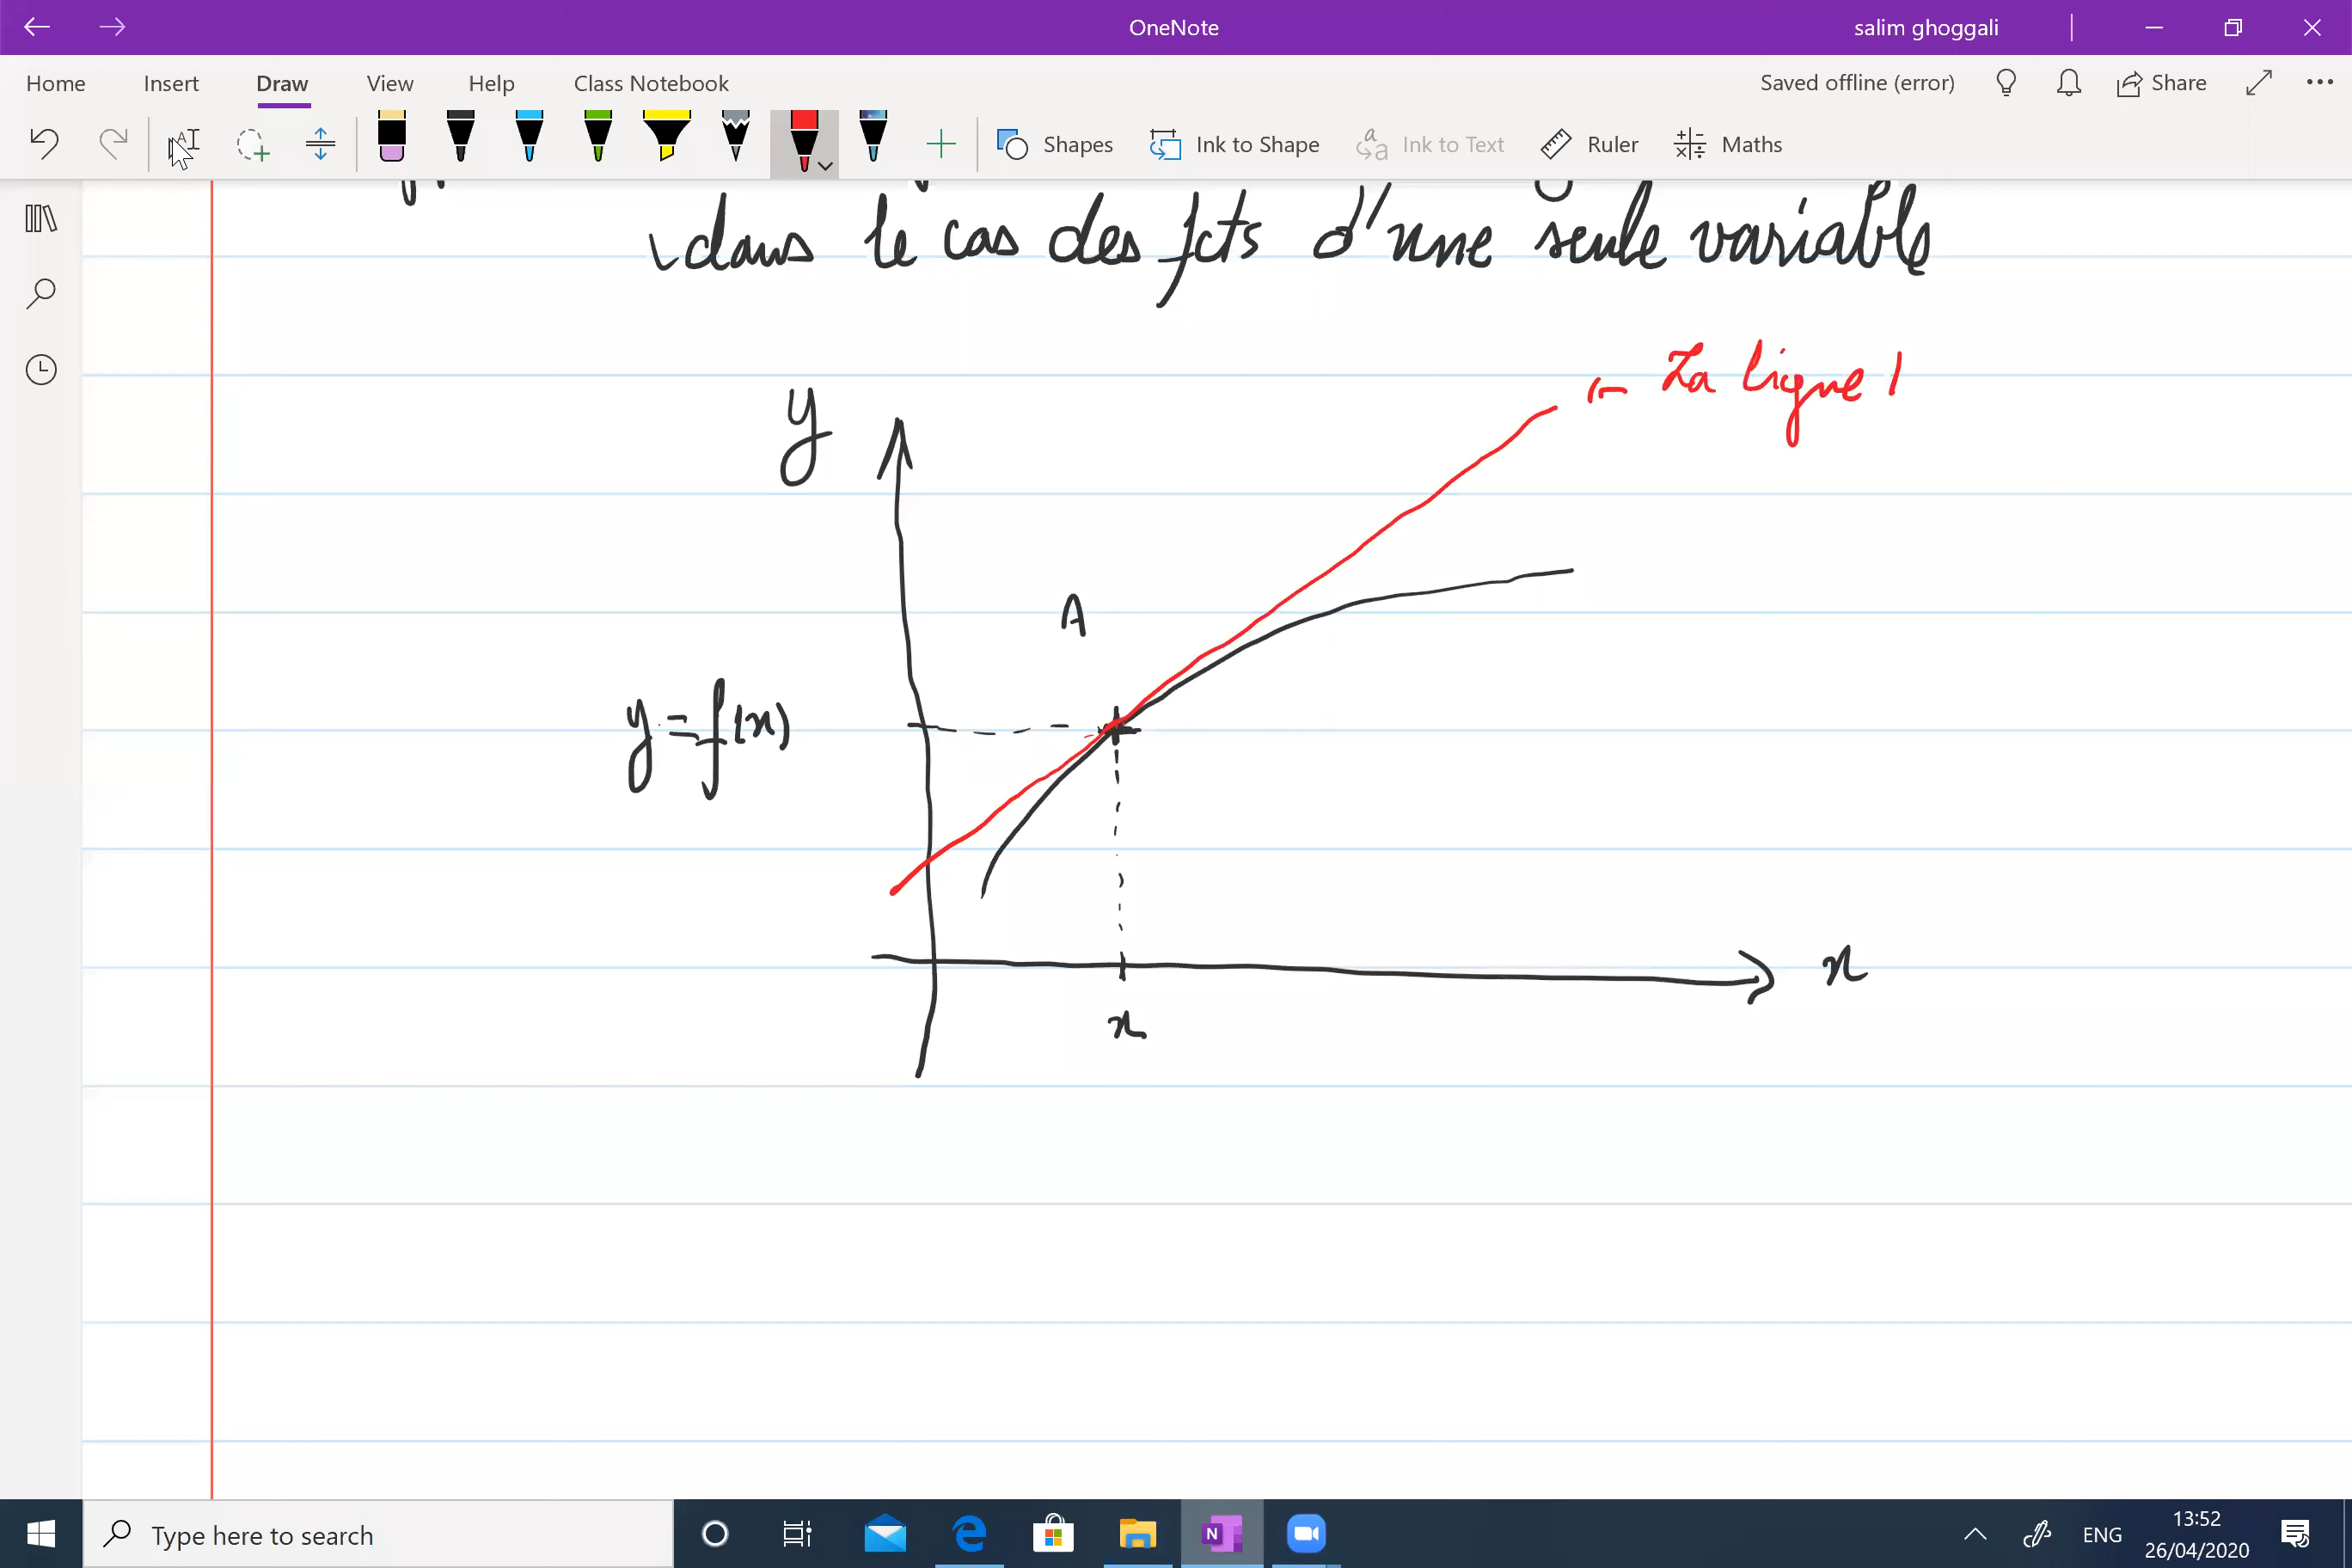 OneNote
salim ghoggali
Home Insert Draw View Help Class Notebook
Saved offline (error) Share
Shapes Ink to Shape Ink to Text Ruler Maths
dans le cas des fcts d'une seule variable
La ligne 1
y
A
y = f(x)
x
x
Type here to search
ENG
13:52
26/04/2020